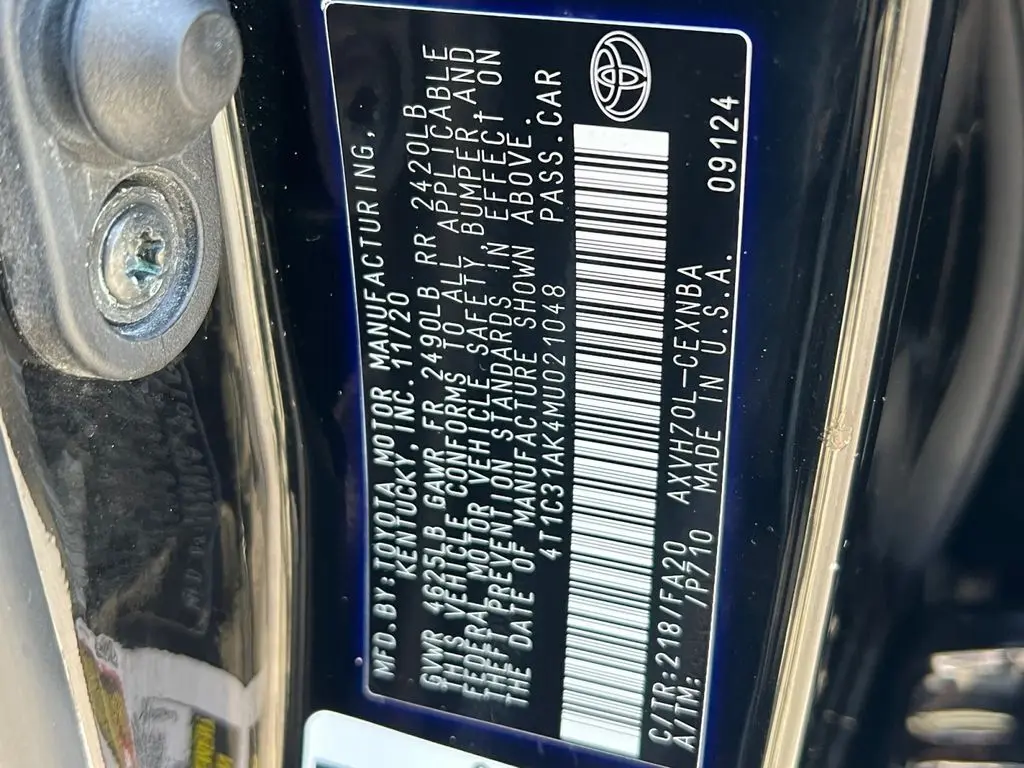 MFD.BY:TOYOTA MOTOR MANUFACTURING,
KENTUCKY, INC. 11/20
GVWR 4625LB GAWR FR 2490LB RR 2420LB
THIS VEHICLE CONFORMS TO ALL APPLICABLE
FEDERAL MOTOR VEHICLE SAFETY,BUMPER AND
THEFT PREVENTION STANDARDS IN EFFECT ON
THE DATE OF MANUFACTURE SHOWN ABOVE.
4T1C31AK4MU021048 PASS.CAR
C/TR:218/FA20 AXVH70L-CEXNBA
A/TM: /P710 MADE IN U.S.A. 09124